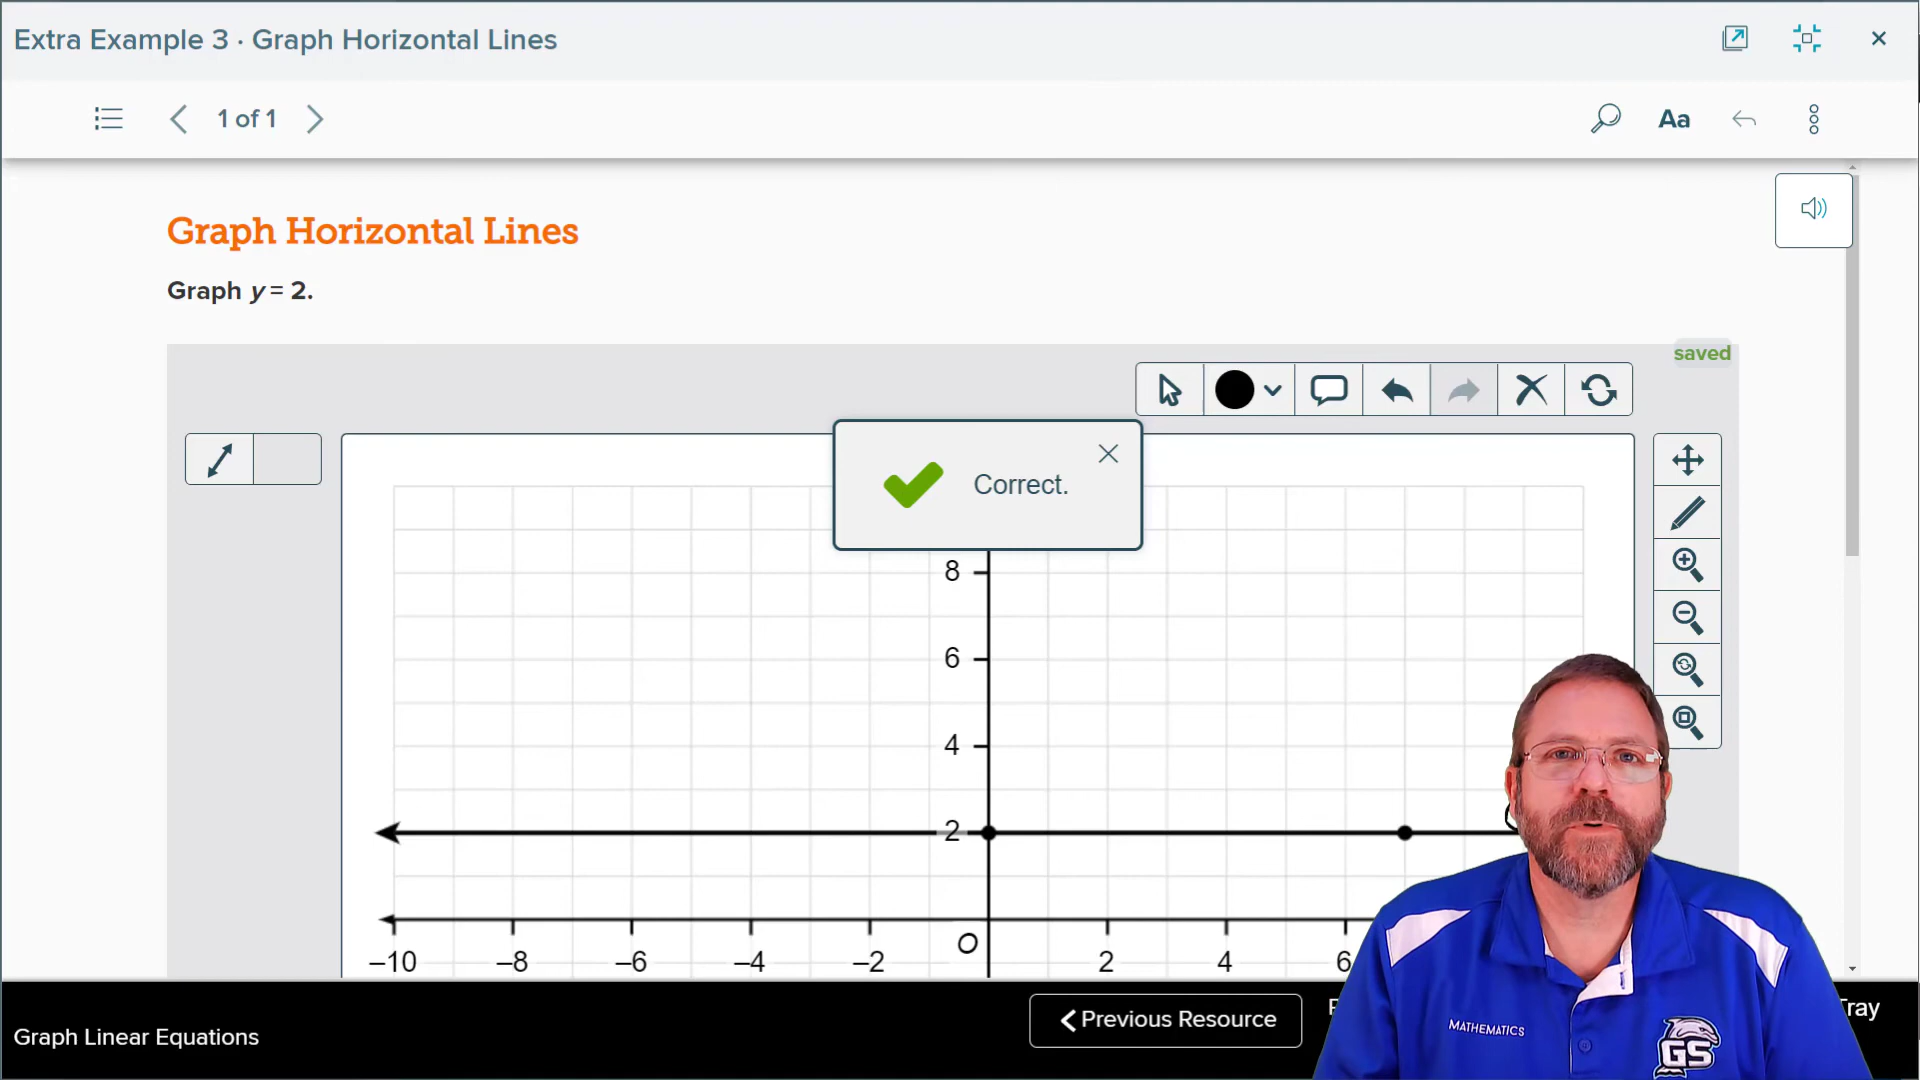 Extra Example 3 · Graph Horizontal Lines
1 of 1
Aa
Graph Horizontal Lines
Graph y = 2.
saved
Correct.
8
6
4
2
O
–10 –8 –6 –4 –2 2 4 6
Graph Linear Equations
Previous Resource
Tray
MATHEMATICS
GS